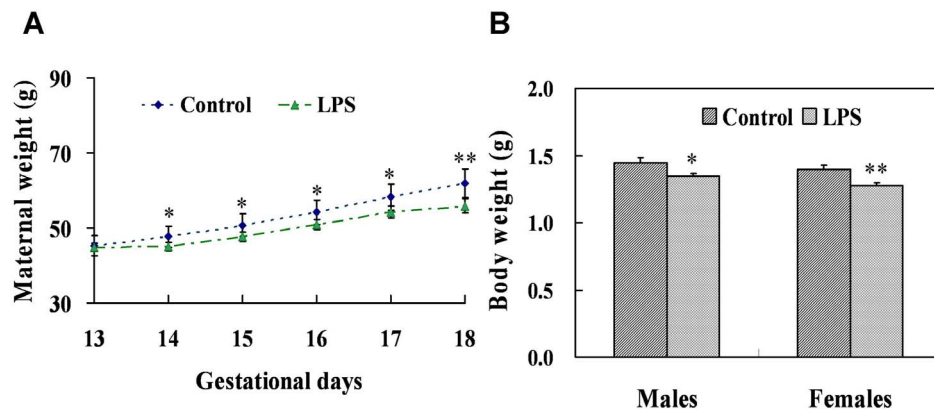 A
Maternal weight (g)
90
70
50
30
Control
LPS
*
*
*
*
**
13 14 15 16 17 18
Gestational days
B
Body weight (g)
2.0
1.5
1.0
0.5
0.0
Control LPS
*
**
Males Females